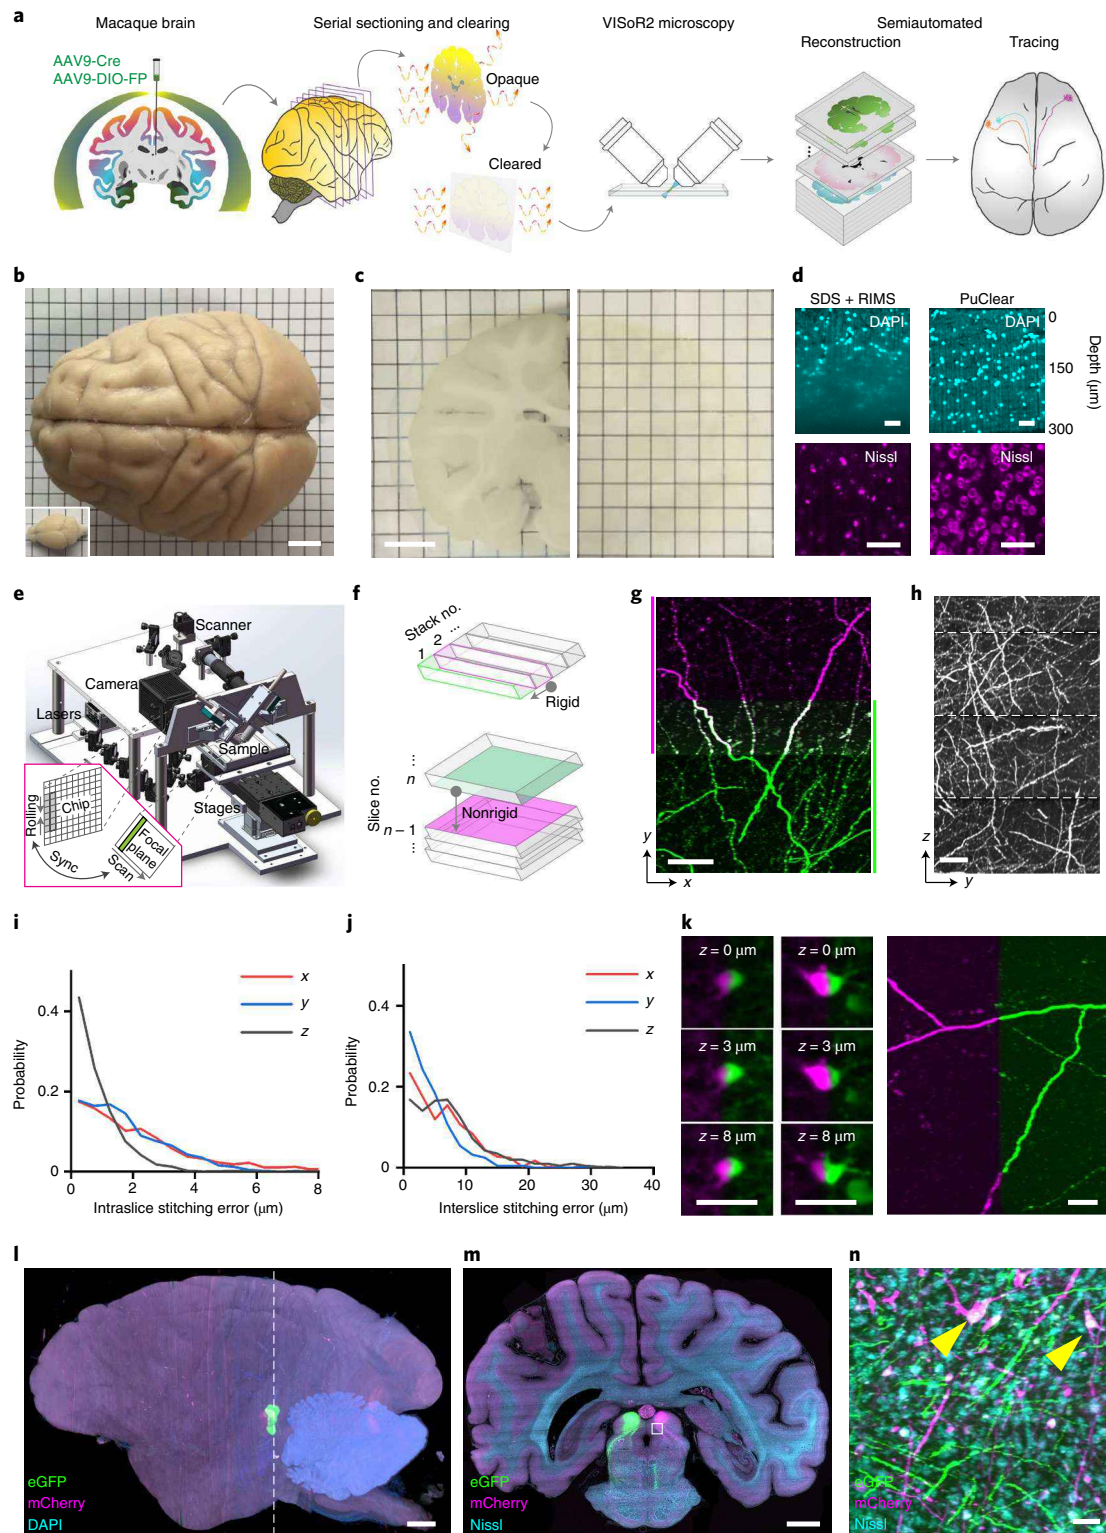 a
Macaque brain
Serial sectioning and clearing
VISoR2 microscopy
Semiautomated
Reconstruction
Tracing
AAV9-Cre
AAV9-DIO-FP
Opaque
Cleared
b
c
d
SDS + RIMS
PuClear
DAPI
DAPI
0
150
300
Depth (μm)
Nissl
Nissl
e
Scanner
Camera
Lasers
Sample
Stages
Rolling
Chip
Sync
Scan
Focal
plane
f
Stack no.
1
2
...
Rigid
Slice no.
⋮
n
Nonrigid
n – 1
⋮
g
y
x
h
z
y
i
x
y
z
0.4
0.2
0
Probability
0 2 4 6 8
Intraslice stitching error (μm)
j
x
y
z
0.4
0.2
0
Probability
0 10 20 30 40
Interslice stitching error (μm)
k
z = 0 μm
z = 0 μm
z = 3 μm
z = 3 μm
z = 8 μm
z = 8 μm
l
eGFP
mCherry
DAPI
m
eGFP
mCherry
Nissl
n
eGFP
mCherry
Nissl